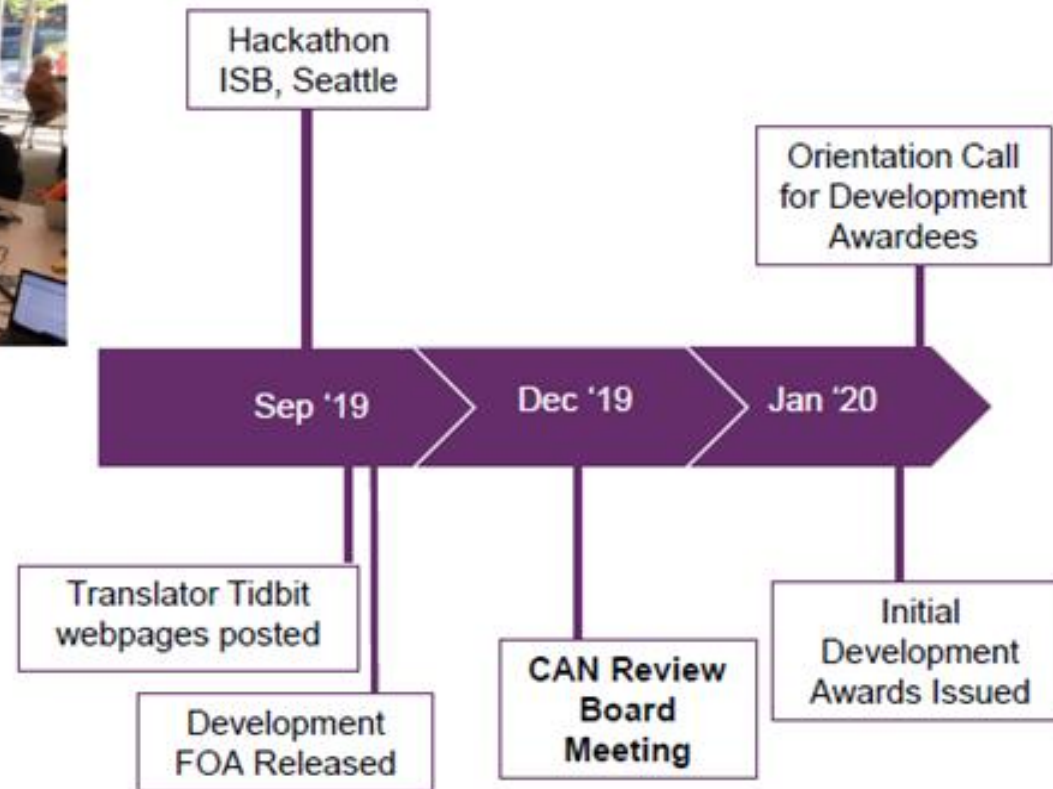 Hackathon
ISB, Seattle
Orientation Call
for Development
Awardees
Sep ‘19
Dec ‘19
Jan ‘20
Translator Tidbit
webpages posted
Development
FOA Released
CAN Review
Board
Meeting
Initial
Development
Awards Issued